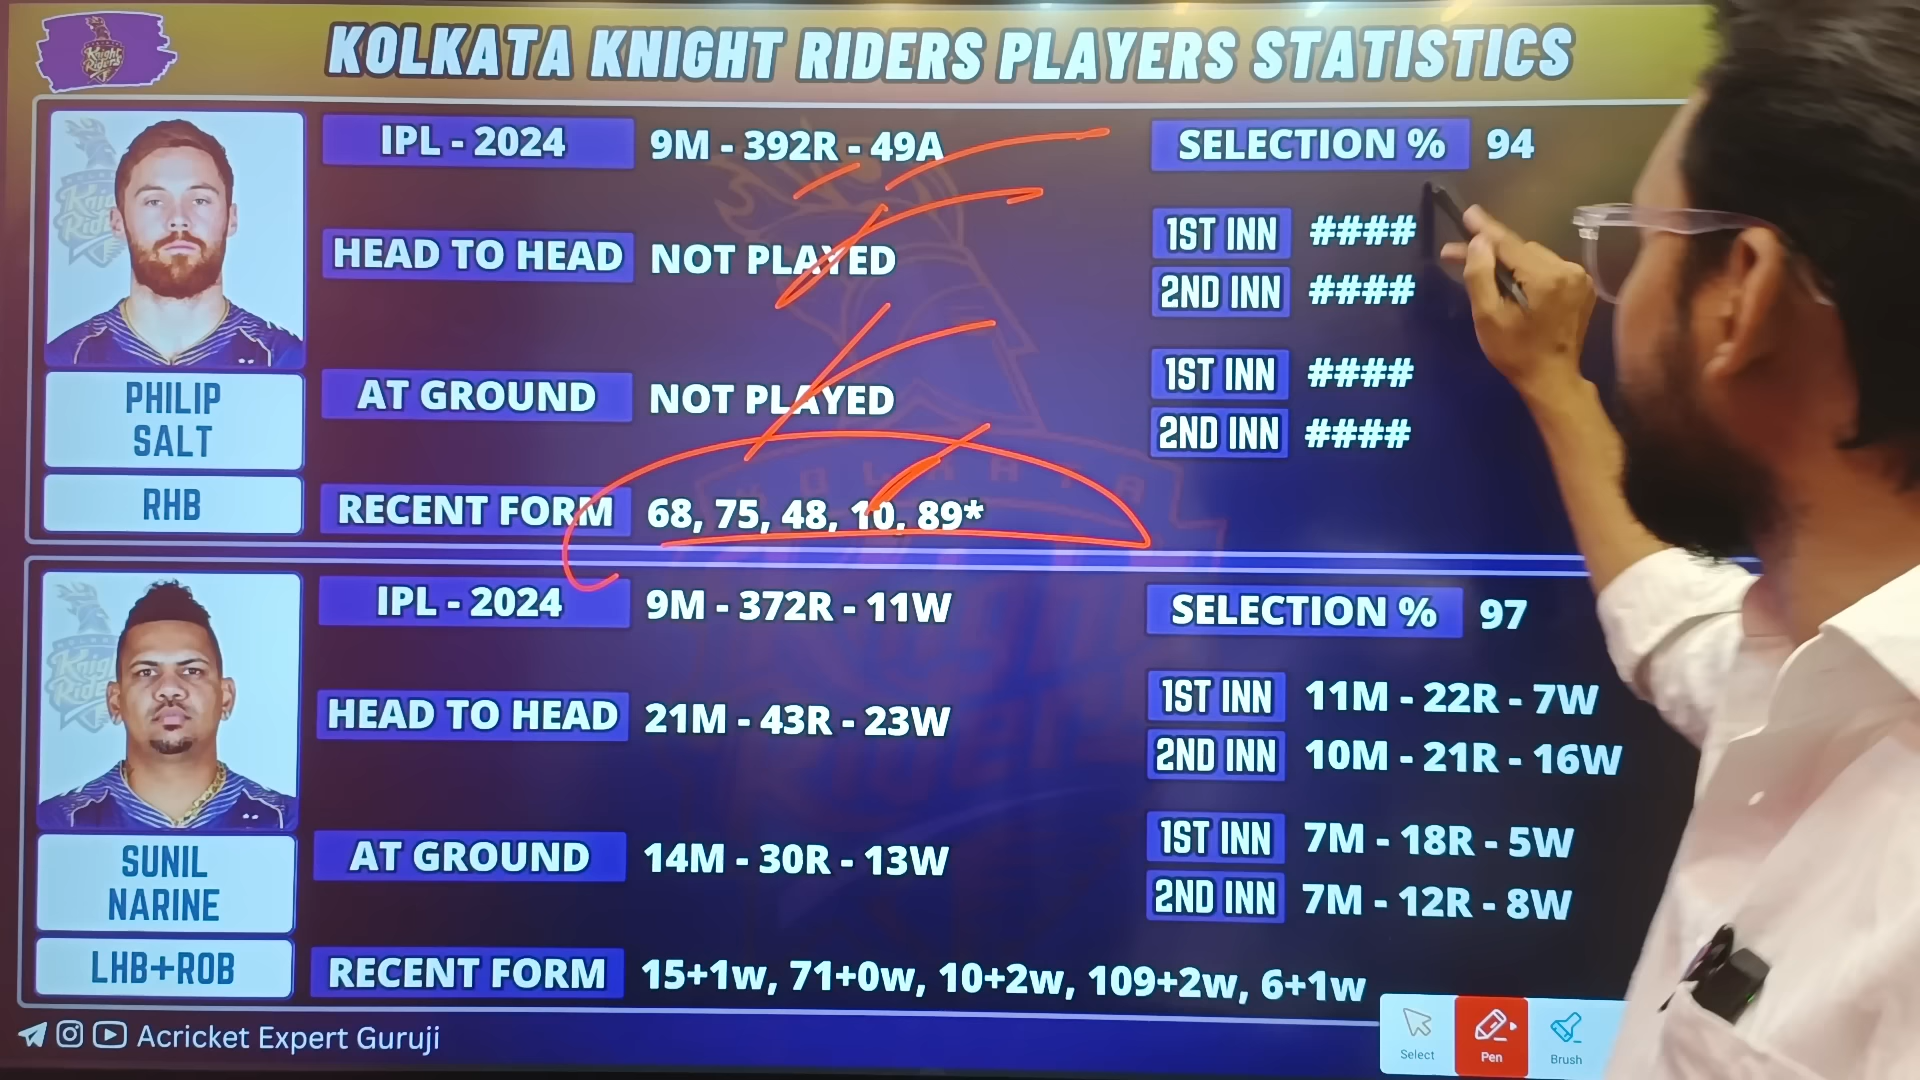 Knight Riders
KOLKATA KNIGHT RIDERS PLAYERS STATISTICS
PHILIP
SALT
RHB
IPL - 2024 9M - 392R - 49A
HEAD TO HEAD NOT PLAYED
AT GROUND NOT PLAYED
RECENT FORM 68, 75, 48, 10, 89*
SELECTION % 94
1ST INN ####
2ND INN ####
1ST INN ####
2ND INN ####
SUNIL
NARINE
LHB+ROB
IPL - 2024 9M - 372R - 11W
HEAD TO HEAD 21M - 43R - 23W
AT GROUND 14M - 30R - 13W
RECENT FORM 15+1w, 71+0w, 10+2w, 109+2w, 6+1w
SELECTION % 97
1ST INN 11M - 22R - 7W
2ND INN 10M - 21R - 16W
1ST INN 7M - 18R - 5W
2ND INN 7M - 12R - 8W
Acricket Expert Guruji
Select
Pen
Brush